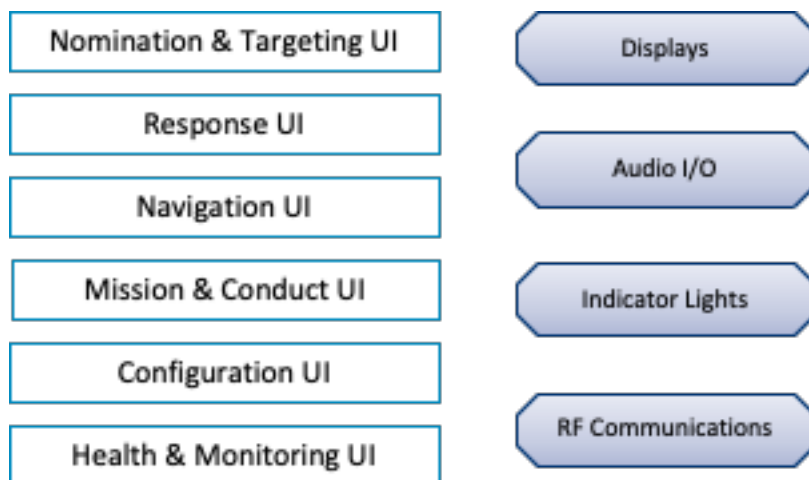 Nomination & Targeting UI
Response UI
Navigation UI
Mission & Conduct UI
Configuration UI
Health & Monitoring UI
Displays
Audio I/O
Indicator Lights
RF Communications